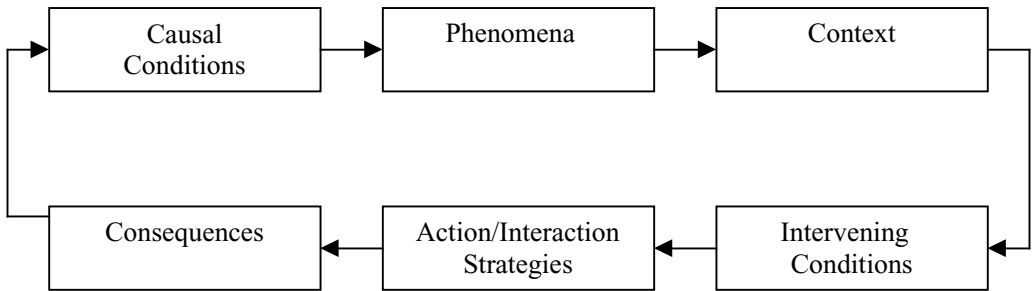 Causal
Conditions
Phenomena
Context
Consequences
Action/Interaction
Strategies
Intervening
Conditions